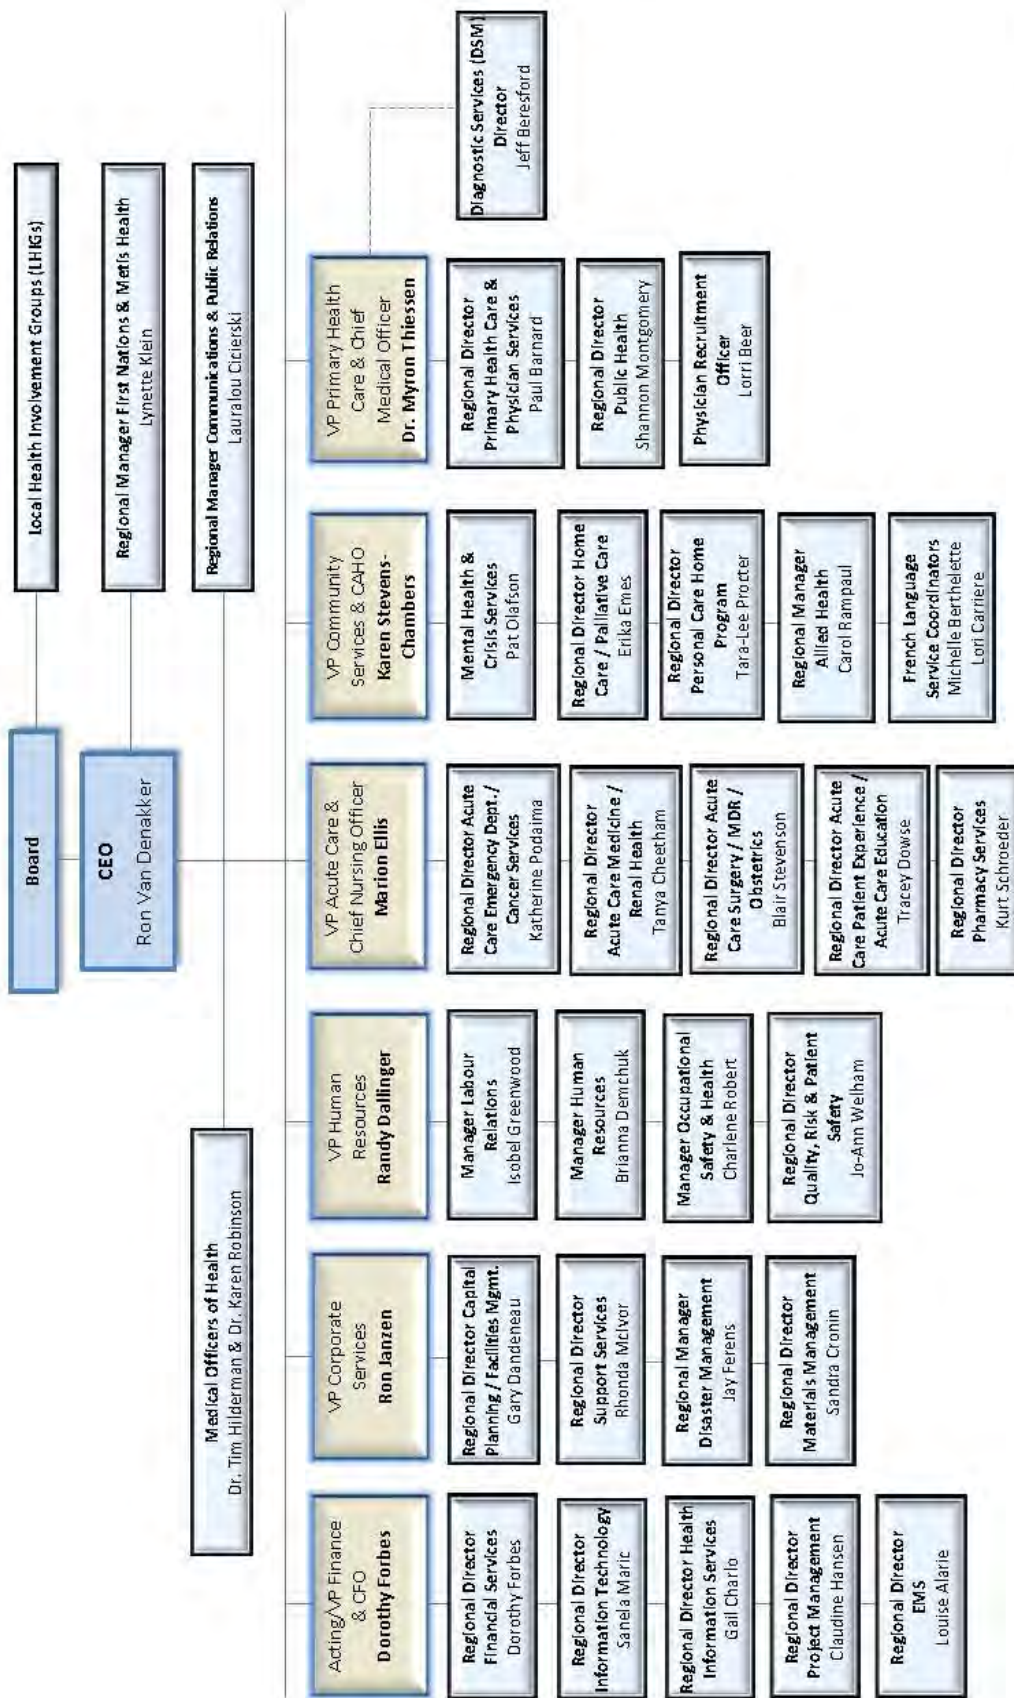 Board
Local Health Involvement Groups (LHIGs)
CEO
Ron Van Denakker
Regional Manager First Nations & Metis Health
Lynette Klein
Medical Officers of Health
Dr. Tim Hilderman & Dr. Karen Robinson
Regional Manager Communications & Public Relations
Lauralou Cicierski
Acting/VP Finance
& CFO
Dorothy Forbes
Regional Director
Financial Services
Dorothy Forbes
Regional Director
Information Technology
Sanela Maric
Regional Director Health
Information Services
Gail Charlo
Regional Director
Project Management
Claudine Hansen
Regional Director
EMS
Louise Alarie
VP Corporate
Services
Ron Janzen
Regional Director Capital
Planning / Facilities Mgmt.
Gary Dandeneau
Regional Director
Support Services
Rhonda McIvor
Regional Manager
Disaster Management
Jay Ferens
Regional Director
Materials Management
Sandra Cronin
VP Human
Resources
Randy Dallinger
Manager Labour
Relations
Isobel Greenwood
Manager Human
Resources
Brianna Demchuk
Manager Occupational
Safety & Health
Charlene Robert
Regional Director
Quality, Risk & Patient
Safety
Jo-Ann Welham
VP Acute Care &
Chief Nursing Officer
Marion Ellis
Regional Director Acute
Care Emergency Dept. /
Cancer Services
Katherine Podaima
Regional Director
Acute Care Medicine /
Renal Health
Tanya Cheetham
Regional Director Acute
Care Surgery / MDR /
Obstetrics
Blair Stevenson
Regional Director Acute
Care Patient Experience /
Acute Care Education
Tracey Dowse
Regional Director
Pharmacy Services
Kurt Schroeder
VP Community
Services & CAHO
Karen Stevens-
Chambers
Mental Health &
Crisis Services
Pat Olafson
Regional Director Home
Care / Palliative Care
Erika Emes
Regional Director
Personal Care Home
Program
Tara-Lee Procter
Regional Manager
Allied Health
Carol Rampaul
French Language
Service Coordinators
Michelle Berthelette
Lori Carriere
VP Primary Health
Care & Chief
Medical Officer
Dr. Myron Thiessen
Regional Director
Primary Health Care &
Physician Services
Paul Barnard
Regional Director
Public Health
Shannon Montgomery
Physician Recruitment
Officer
Lorri Beer
Diagnostic Services (DSM)
Director
Jeff Beresford